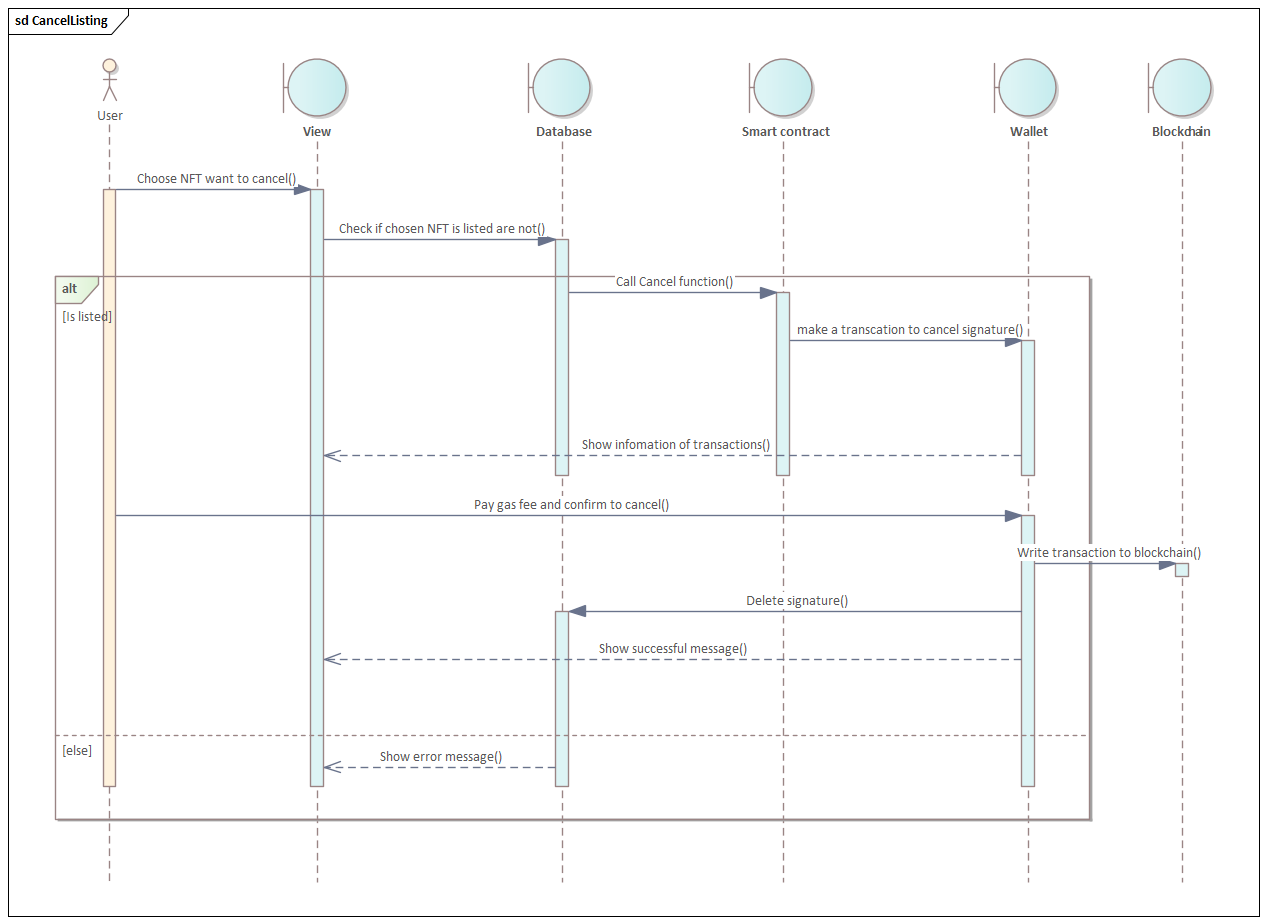 sd CancelListing
User
View
Database
Smart contract
Wallet
Blockchain
Choose NFT want to cancel()
Check if chosen NFT is listed are not()
alt
Call Cancel function()
[Is listed]
make a transcation to cancel signature()
Show infomation of transactions()
Pay gas fee and confirm to cancel()
Write transaction to blockchain()
Delete signature()
Show successful message()
[else]
Show error message()